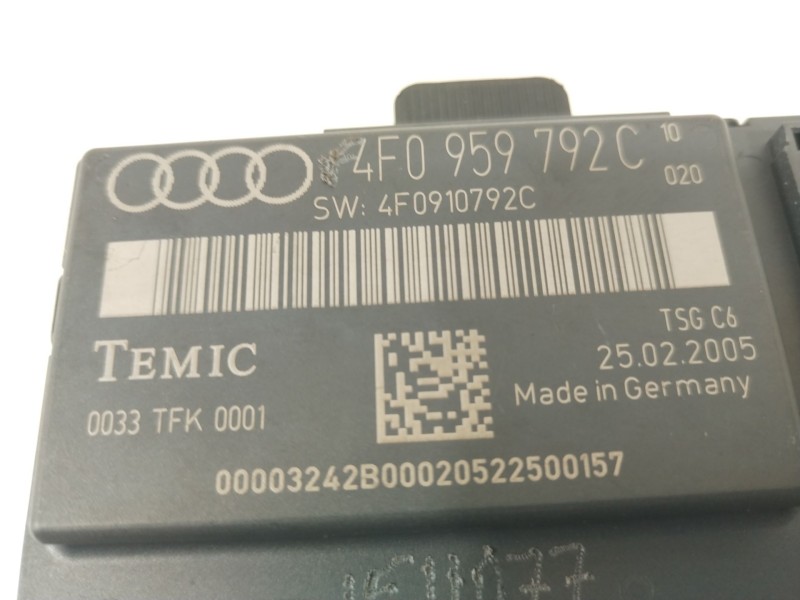 4F0 959 792C 10
020
SW: 4F0910792C
TSG C6
TEMIC
25.02.2005
Made in Germany
0033 TFK 0001
00003242B00020522500157